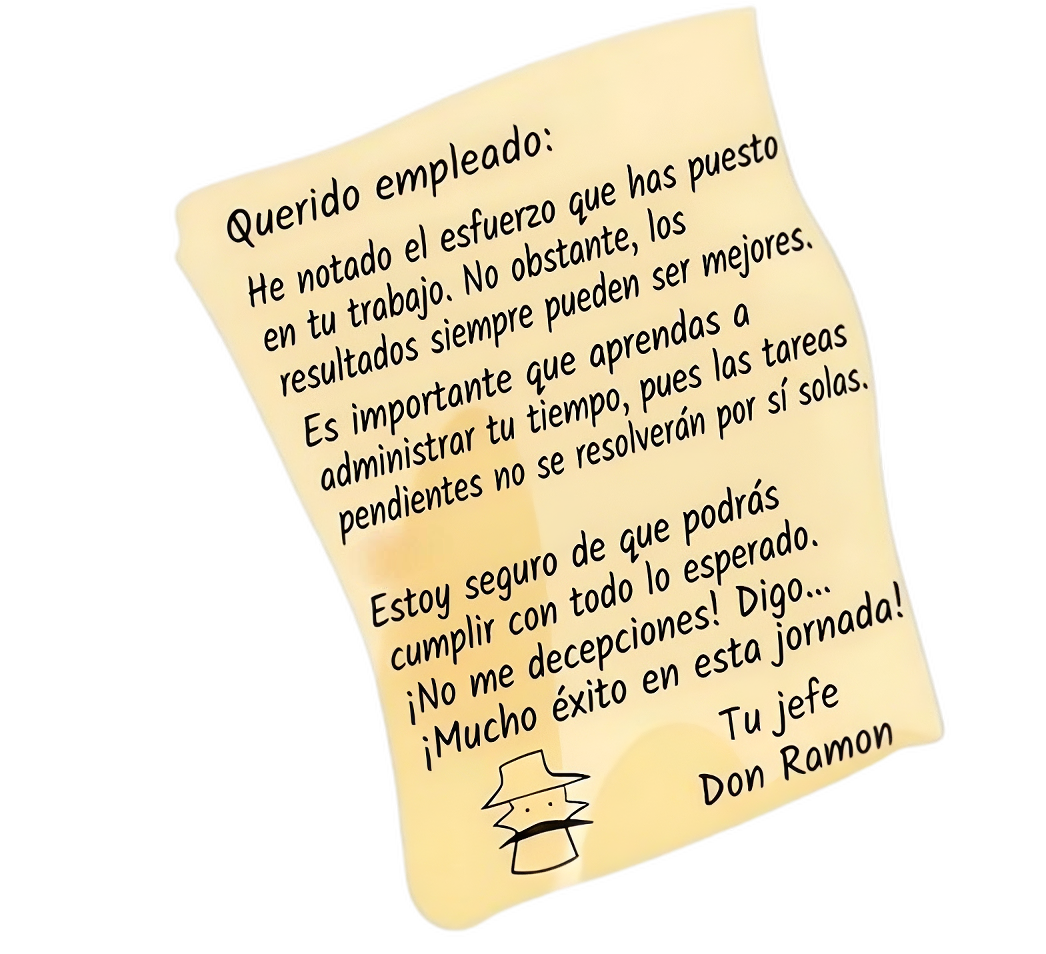 Querido empleado:
He notado el esfuerzo que has puesto
en tu trabajo. No obstante, los
resultados siempre pueden ser mejores.
Es importante que aprendas a
administrar tu tiempo, pues las tareas
pendientes no se resolverán por sí solas.
Estoy seguro de que podrás
cumplir con todo lo esperado.
¡No me decepciones! Digo...
¡Mucho éxito en esta jornada!
Tu jefe
Don Ramon